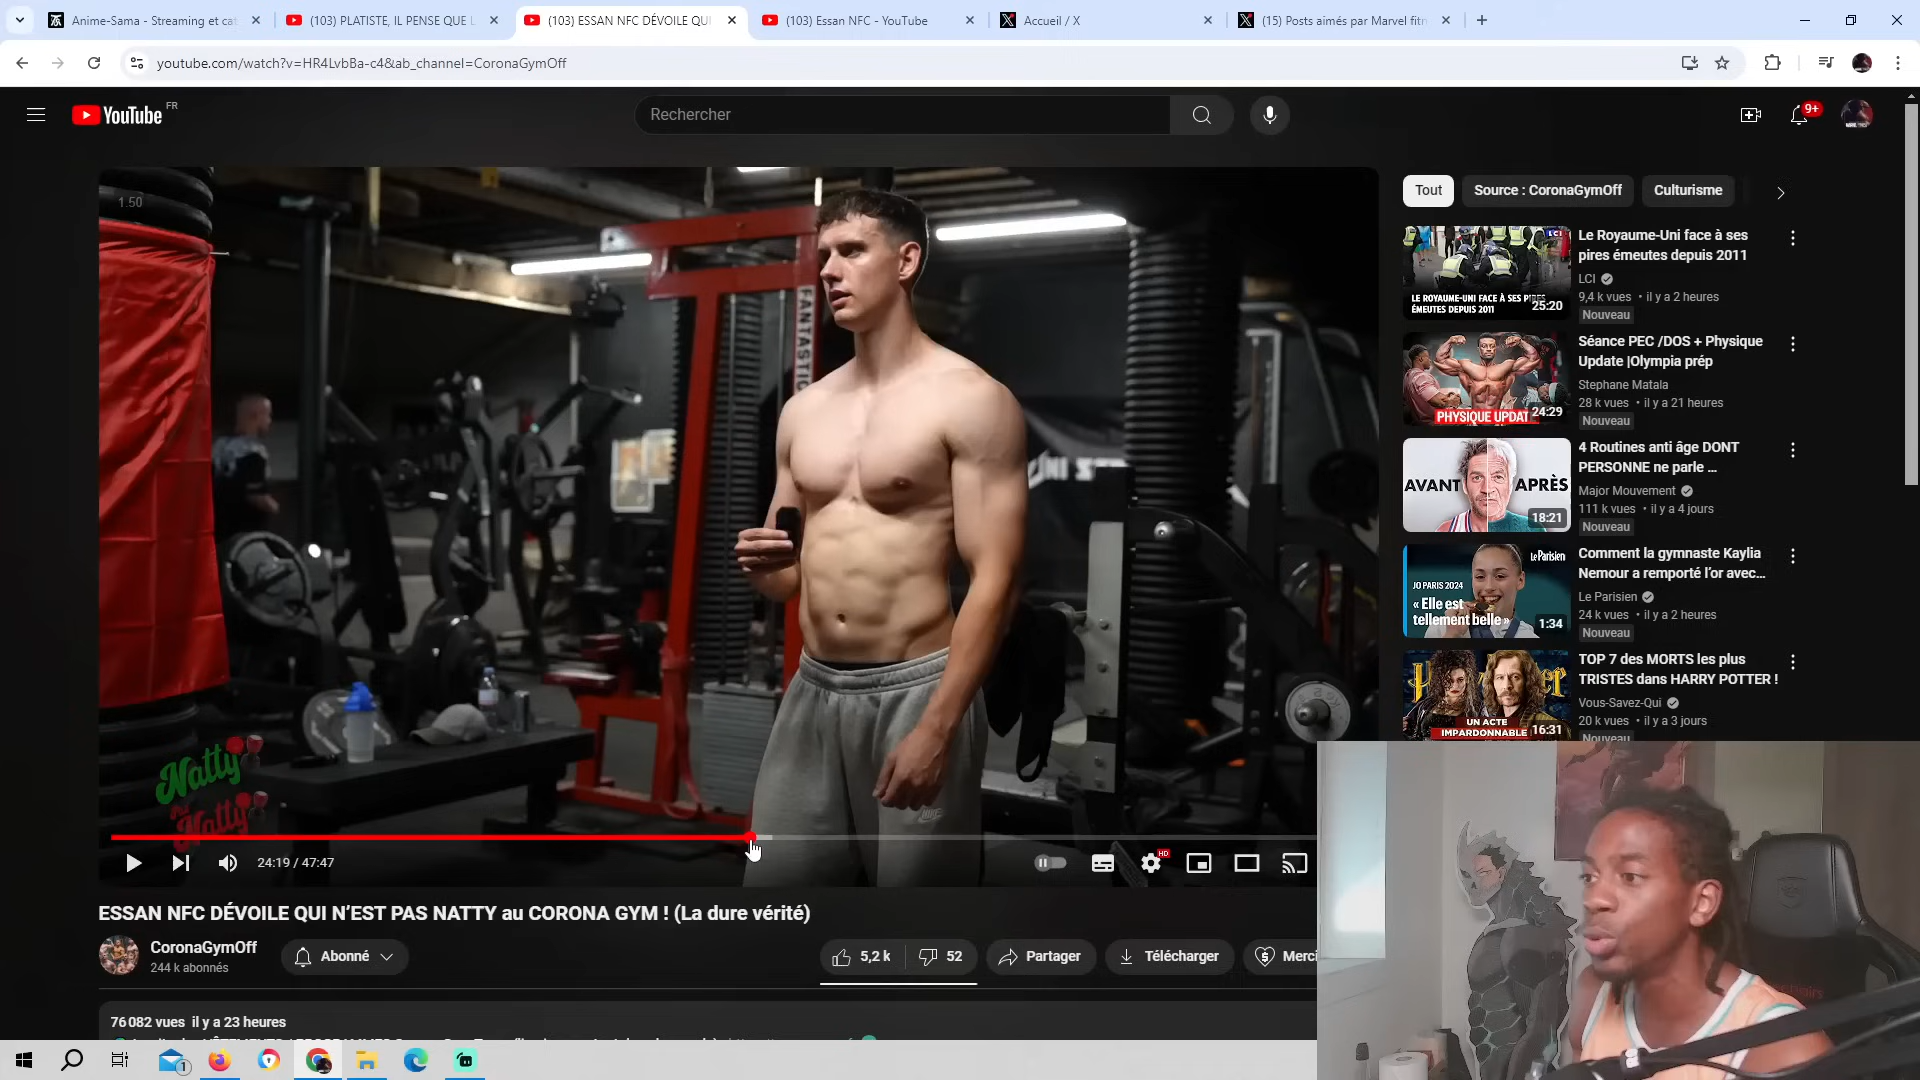 Anime-Sama - Streaming et cat
(103) PLATISTE, IL PENSE QUE L
(103) ESSAN NFC DÉVOILE QUI
(103) Essan NFC - YouTube
Accueil / X
(15) Posts aimés par Marvel fitn
youtube.com/watch?v=HR4LvbBa-c4&ab_channel=CoronaGymOff
YouTube FR
Rechercher
9+
1.50
FANTASTIC
Natty
Natty
24:19 / 47:47
HD
ESSAN NFC DÉVOILE QUI N'EST PAS NATTY au CORONA GYM ! (La dure vérité)
CoronaGymOff
244 k abonnés
Abonné
5,2 k
52
Partager
Télécharger
Merci
76 082 vues il y a 23 heures
Tout
Source : CoronaGymOff
Culturisme
LCI
LE ROYAUME-UNI FACE À SES PIRES
ÉMEUTES DEPUIS 2011
25:20
Le Royaume-Uni face à ses
pires émeutes depuis 2011
LCI
9,4 k vues • il y a 2 heures
Nouveau
PHYSIQUE UPDAT
24:29
Séance PEC /DOS + Physique
Update |Olympia prép
Stephane Matala
28 k vues • il y a 21 heures
Nouveau
AVANT APRÈS
18:21
4 Routines anti âge DONT
PERSONNE ne parle ...
Major Mouvement
111 k vues • il y a 4 jours
Nouveau
Le Parisien
JO PARIS 2024
« Elle est
tellement belle »
1:34
Comment la gymnaste Kaylia
Nemour a remporté l'or avec...
Le Parisien
24 k vues • il y a 2 heures
Nouveau
UN ACTE
IMPARDONNABLE
16:31
TOP 7 des MORTS les plus
TRISTES dans HARRY POTTER !
Vous-Savez-Qui
20 k vues • il y a 3 jours
Nouveau
1